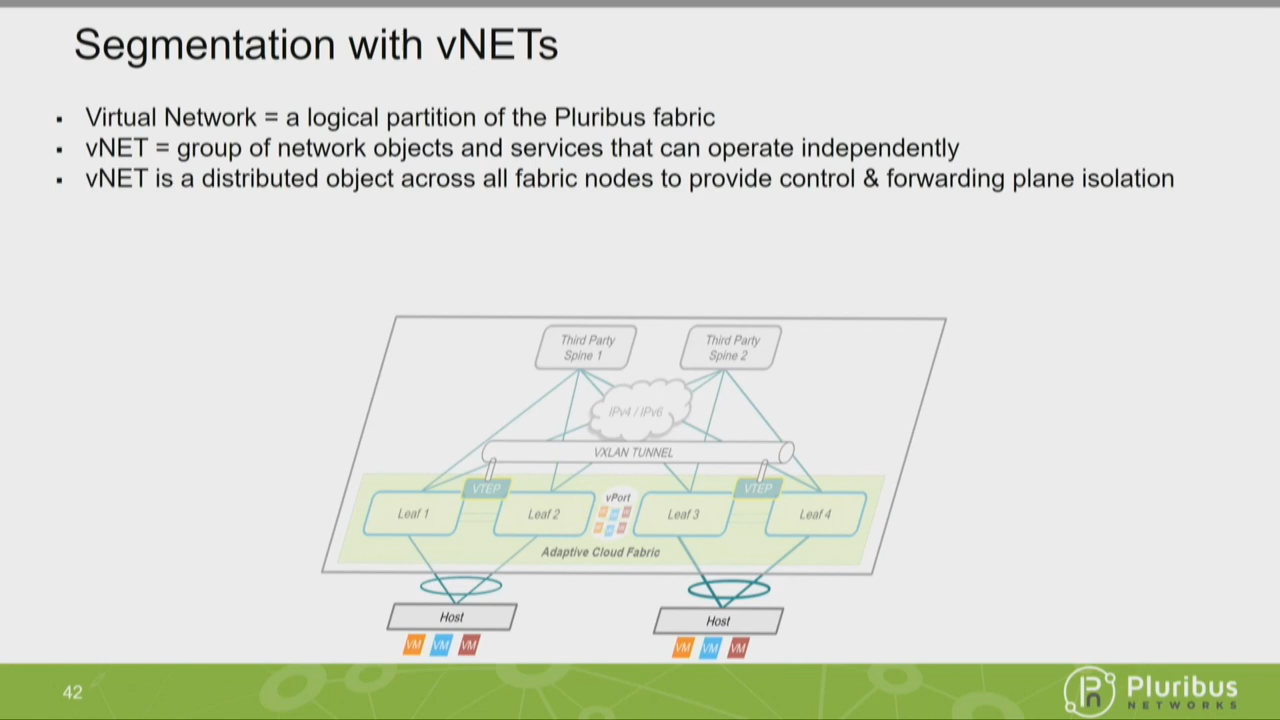 Segmentation with vNETs
▪ Virtual Network = a logical partition of the Pluribus fabric
▪ vNET = group of network objects and services that can operate independently
▪ vNET is a distributed object across all fabric nodes to provide control & forwarding plane isolation
Third Party
Spine 1
Third Party
Spine 2
IPv4 / IPv6
VXLAN TUNNEL
VTEP
VTEP
Leaf 1
Leaf 2
vPort
Leaf 3
Leaf 4
Adaptive Cloud Fabric
Host
Host
VM VM VM
VM VM VM
42
Pluribus
NETWORKS